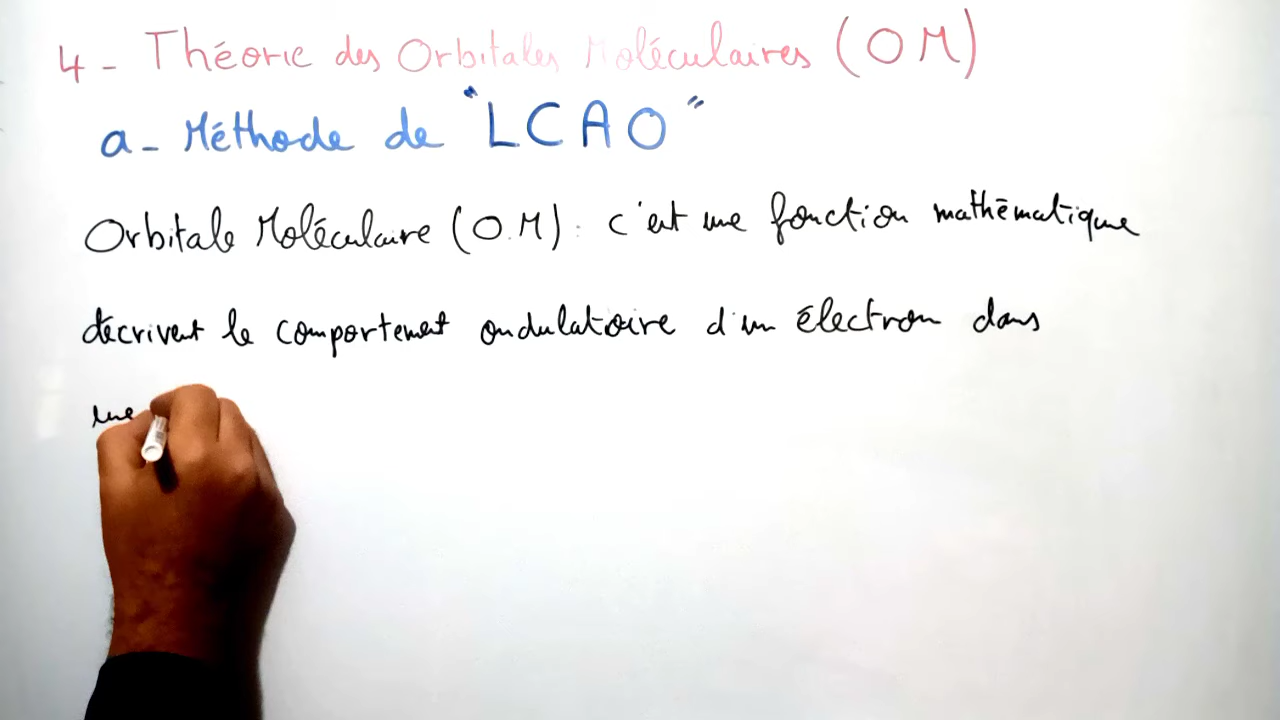 4 - Théorie des Orbitales Moléculaires (OM)
a - Méthode de "LCAO"
Orbitale Moléculaire (O.M) : c'est une fonction mathématique
décrivent le comportement ondulatoire d'un électron dans
une